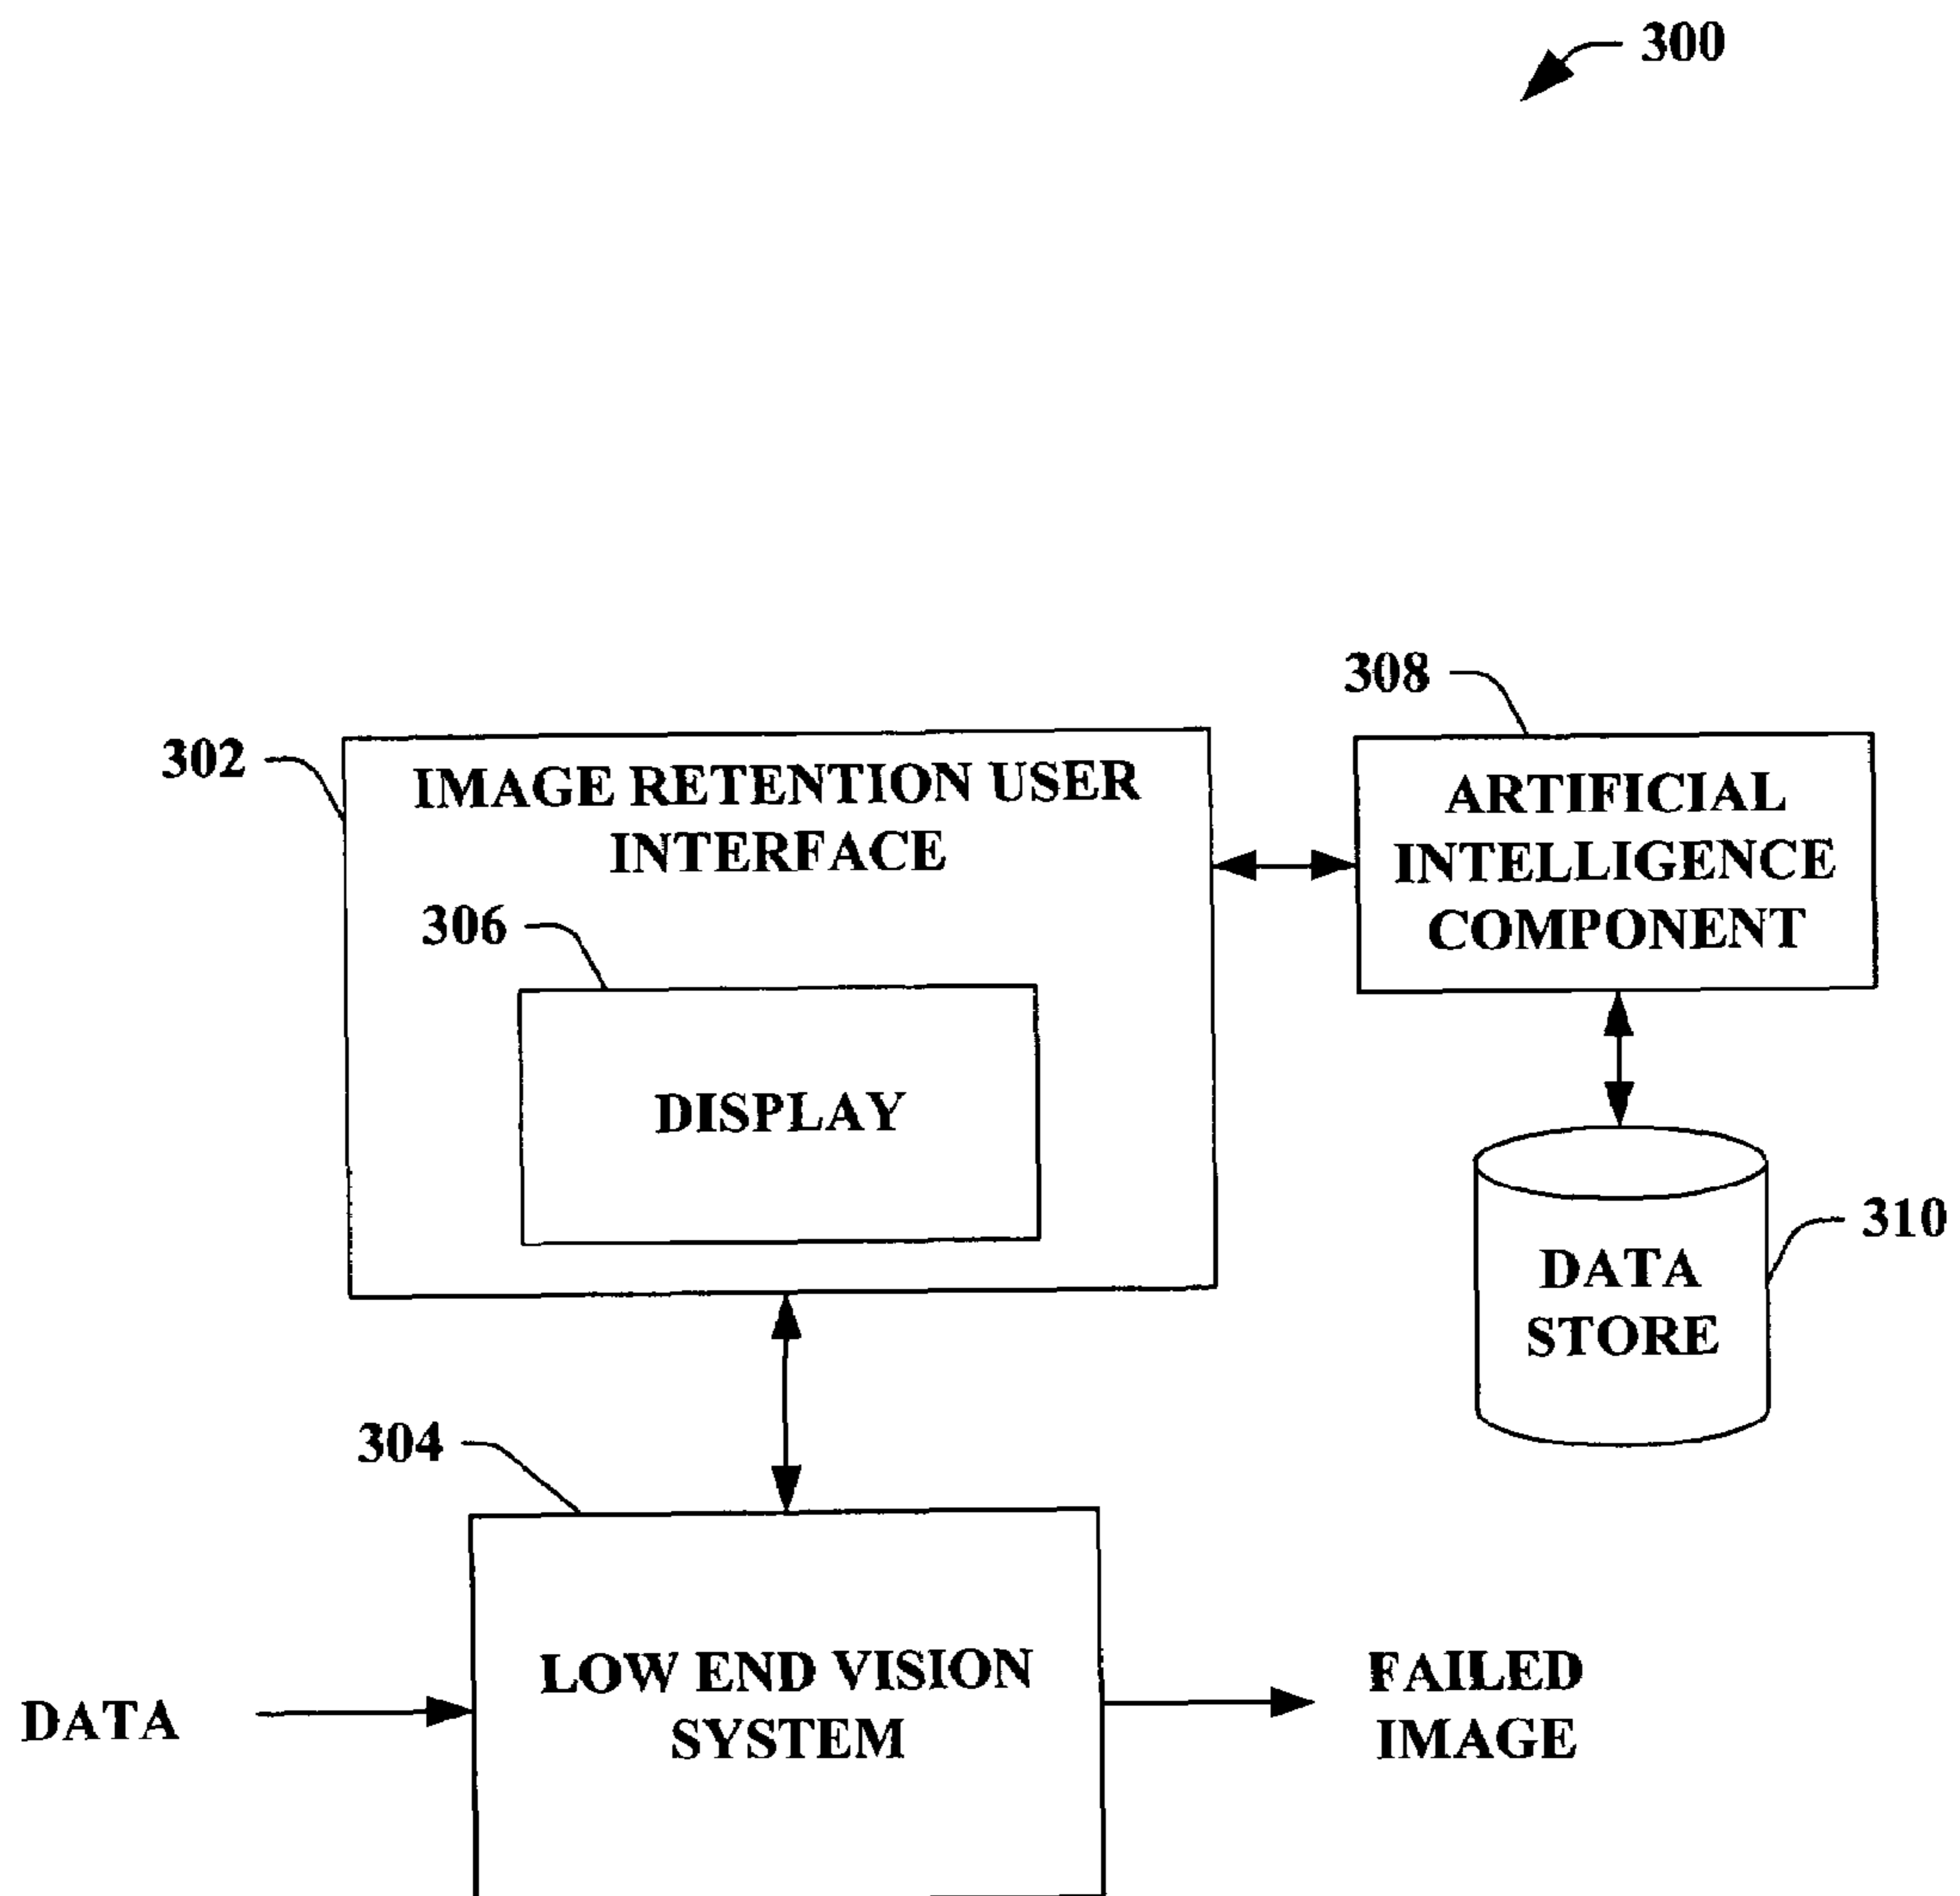 300
308
302
IMAGE RETENTION USER
INTERFACE
ARTIFICIAL
INTELLIGENCE
COMPONENT
306
DISPLAY
310
DATA
STORE
304
LOW END VISION
SYSTEM
DATA
FAILED
IMAGE